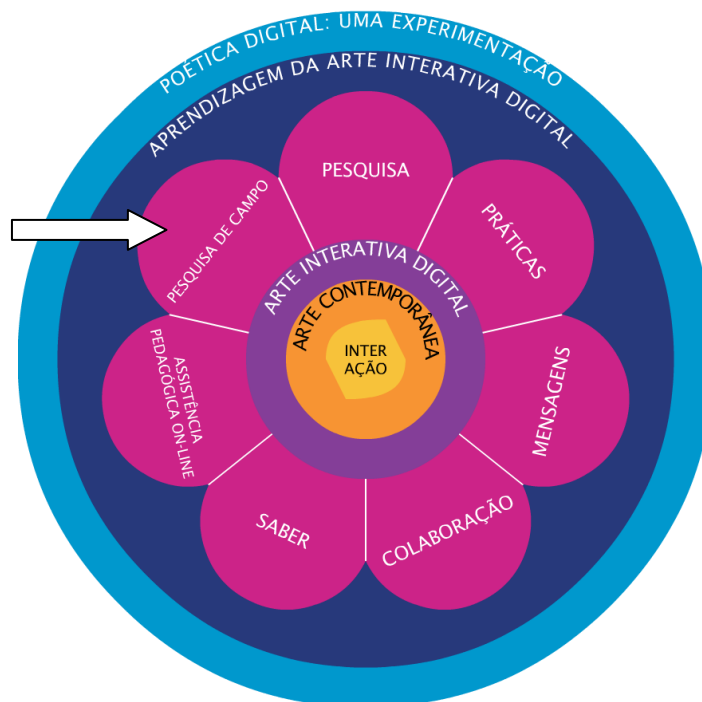 POÉTICA DIGITAL: UMA EXPERIMENTAÇÃO
APRENDIZAGEM DA ARTE INTERATIVA DIGITAL
PESQUISA
PRÁTICAS
MENSAGENS
COLABORAÇÃO
SABER
ASSISTÊNCIA
PEDAGÓGICA ON-LINE
PESQUISA DE CAMPO
ARTE INTERATIVA DIGITAL
ARTE CONTEMPORÂNEA
INTER
AÇÃO